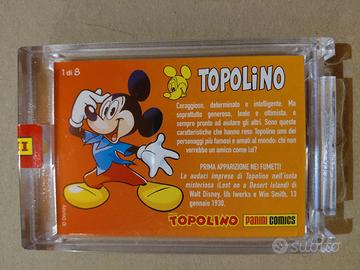 1 di 8
TOPOLINO
Coraggioso, determinato e intelligente. Ma
soprattutto generoso, leale e ottimista, e
sempre pronto ad aiutare gli altri. Sono queste
caratteristiche che hanno reso Topolino uno dei
personaggi più famosi e amati al mondo: chi non
vorrebbe un amico come lui?
PRIMA APPARIZIONE NEI FUMETTI
Le audaci imprese di Topolino nell'isola
misteriosa (Lost on a Desert Island) di
Walt Disney, Ub Iwerks e Win Smith, 13
gennaio 1930.
© Disney
TOPOLINO PANINI COMICS
subito